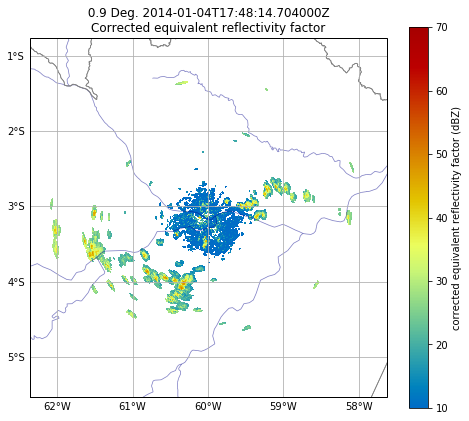 0.9 Deg. 2014-01-04T17:48:14.704000Z
Corrected equivalent reflectivity factor
1°S
2°S
3°S
4°S
5°S
62°W 61°W 60°W 59°W 58°W
70
60
50
40
30
20
10
corrected equivalent reflectivity factor (dBZ)